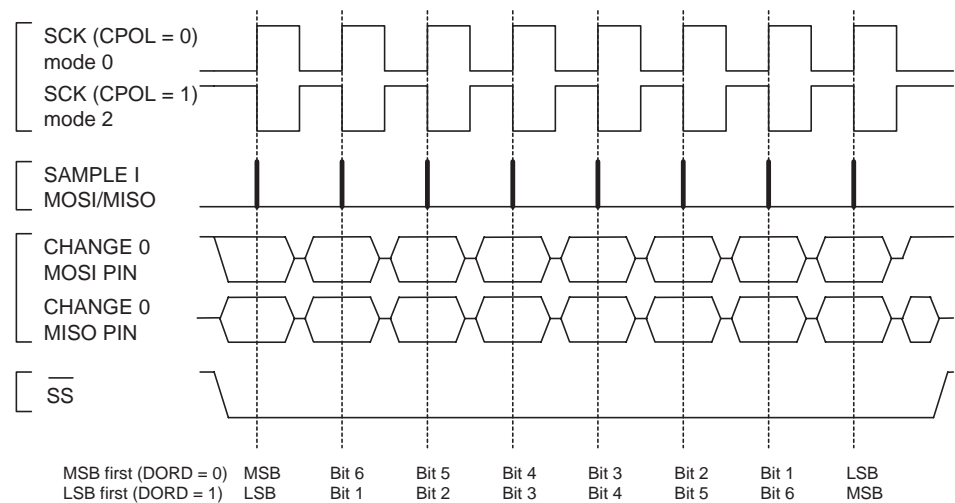 SCK (CPOL = 0)
mode 0
SCK (CPOL = 1)
mode 2
SAMPLE I
MOSI/MISO
CHANGE 0
MOSI PIN
CHANGE 0
MISO PIN
SS
MSB first (DORD = 0) MSB Bit 6 Bit 5 Bit 4 Bit 3 Bit 2 Bit 1 LSB
LSB first (DORD = 1) LSB Bit 1 Bit 2 Bit 3 Bit 4 Bit 5 Bit 6 MSB